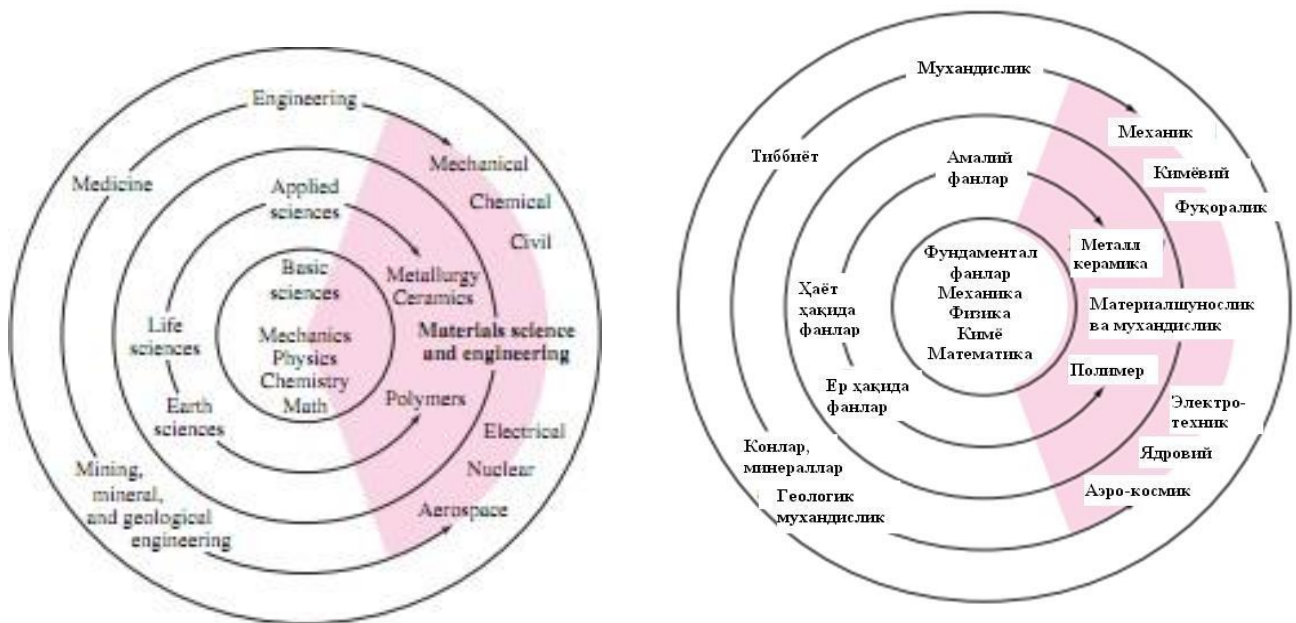 Engineering
Medicine
Mechanical
Chemical
Civil
Applied
sciences
Basic
sciences
Metallurgy
Ceramics
Life
sciences
Mechanics
Physics
Chemistry
Math
Materials science
and engineering
Earth
sciences
Polymers
Electrical
Nuclear
Aerospace
Mining,
mineral,
and geological
engineering
Мухандислик
Тиббиёт
Механик
Кимёвий
Фуқоралик
Амалий
фанлар
Фундаментал
фанлар
Механика
Физика
Кимё
Математика
Металл
керамика
Ҳаёт
ҳақида
фанлар
Материалшунослик
ва мухандислик
Ер ҳақида
фанлар
Полимер
Электро-
техник
Ядровий
Аэро-космик
Конлар,
минераллар
Геологик
мухандислик